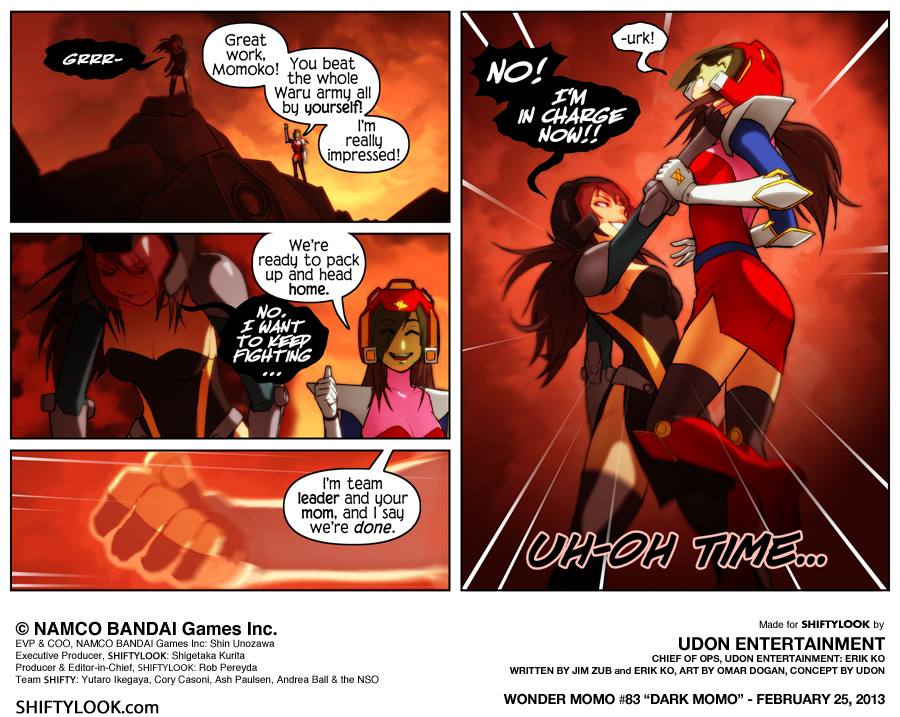 GRRR-
Great
work,
Momoko!
You beat
the whole
Waru army all
by yourself!
I'm
really
impressed!
We're
ready to pack
up and head
home.
NO.
I WANT
TO KEEP
FIGHTING
...
I'm team
leader and your
mom, and I say
we're done.
-urk!
NO!
I'M
IN CHARGE
NOW!!
UH-OH TIME...
© NAMCO BANDAI Games Inc.
EVP & COO, NAMCO BANDAI Games Inc: Shin Unozawa
Executive Producer, SHIFTYLOOK: Shigetaka Kurita
Producer & Editor-in-Chief, SHIFTYLOOK: Rob Pereyda
Team SHIFTY: Yutaro Ikegaya, Cory Casoni, Ash Paulsen, Andrea Ball & the NSO
SHIFTYLOOK.com
Made for SHIFTYLOOK by
UDON ENTERTAINMENT
CHIEF OF OPS, UDON ENTERTAINMENT: ERIK KO
WRITTEN BY JIM ZUB and ERIK KO, ART BY OMAR DOGAN, CONCEPT BY UDON
WONDER MOMO #83 “DARK MOMO” - FEBRUARY 25, 2013